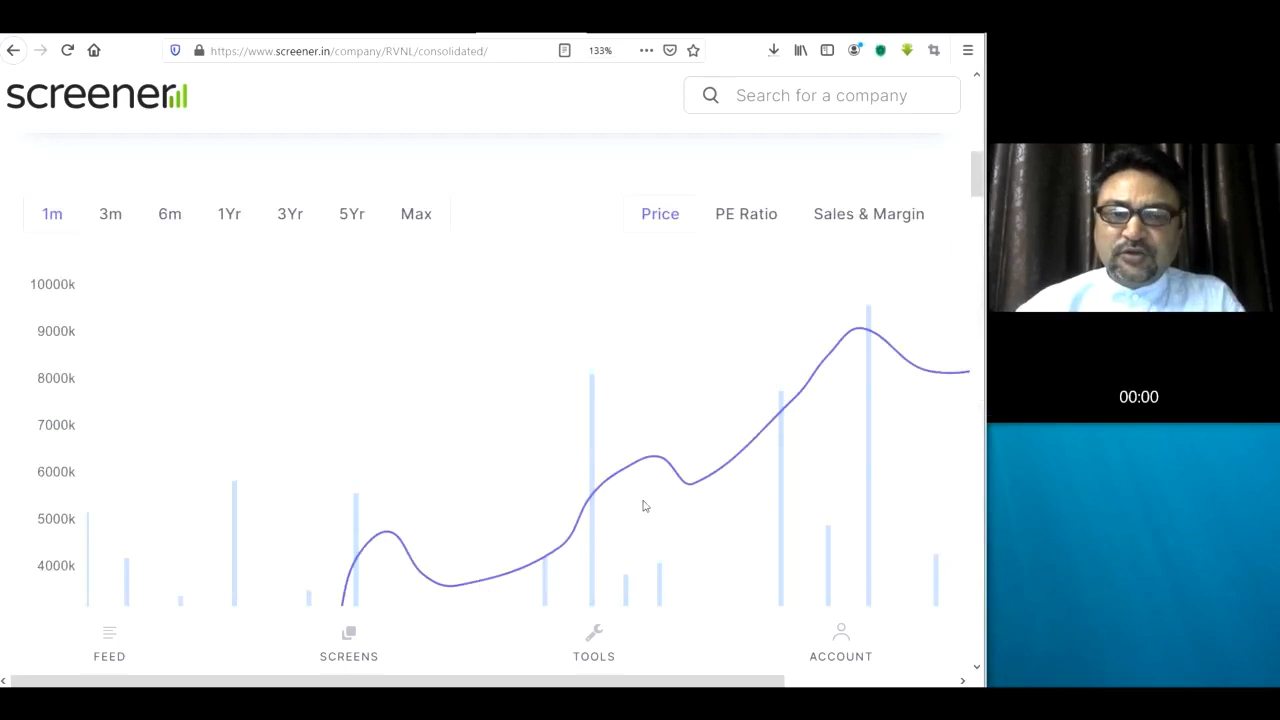 https://www.screener.in/company/RVNL/consolidated/
133%
screener
Search for a company
1m 3m 6m 1Yr 3Yr 5Yr Max
Price PE Ratio Sales & Margin
10000k
9000k
8000k
7000k
6000k
5000k
4000k
FEED SCREENS TOOLS ACCOUNT
00:00